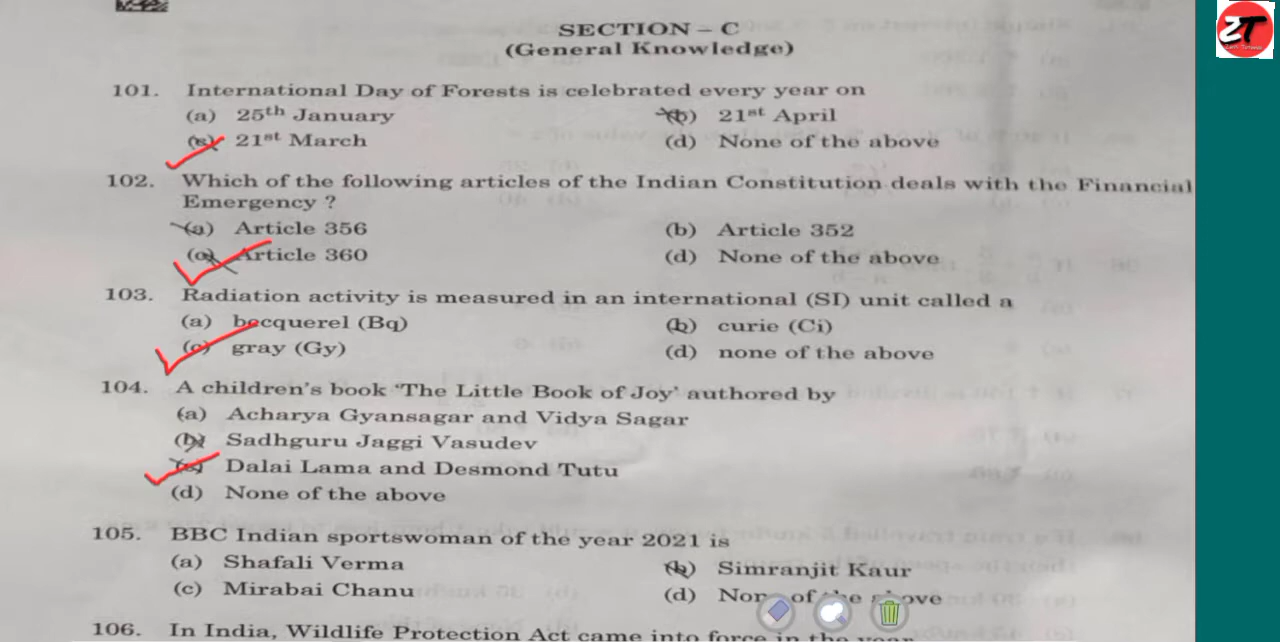 SECTION – C
(General Knowledge)
ZT
101. International Day of Forests is celebrated every year on
(a) 25th January (b) 21st April
(c) 21st March (d) None of the above
102. Which of the following articles of the Indian Constitution deals with the Financial
Emergency ?
(a) Article 356 (b) Article 352
(c) Article 360 (d) None of the above
103. Radiation activity is measured in an international (SI) unit called a
(a) becquerel (Bq) (b) curie (Ci)
(c) gray (Gy) (d) none of the above
104. A children's book 'The Little Book of Joy' authored by
(a) Acharya Gyansagar and Vidya Sagar
(b) Sadhguru Jaggi Vasudev
(c) Dalai Lama and Desmond Tutu
(d) None of the above
105. BBC Indian sportswoman of the year 2021 is
(a) Shafali Verma (b) Simranjit Kaur
(c) Mirabai Chanu (d) None of the above
106. In India, Wildlife Protection Act came into force in the year